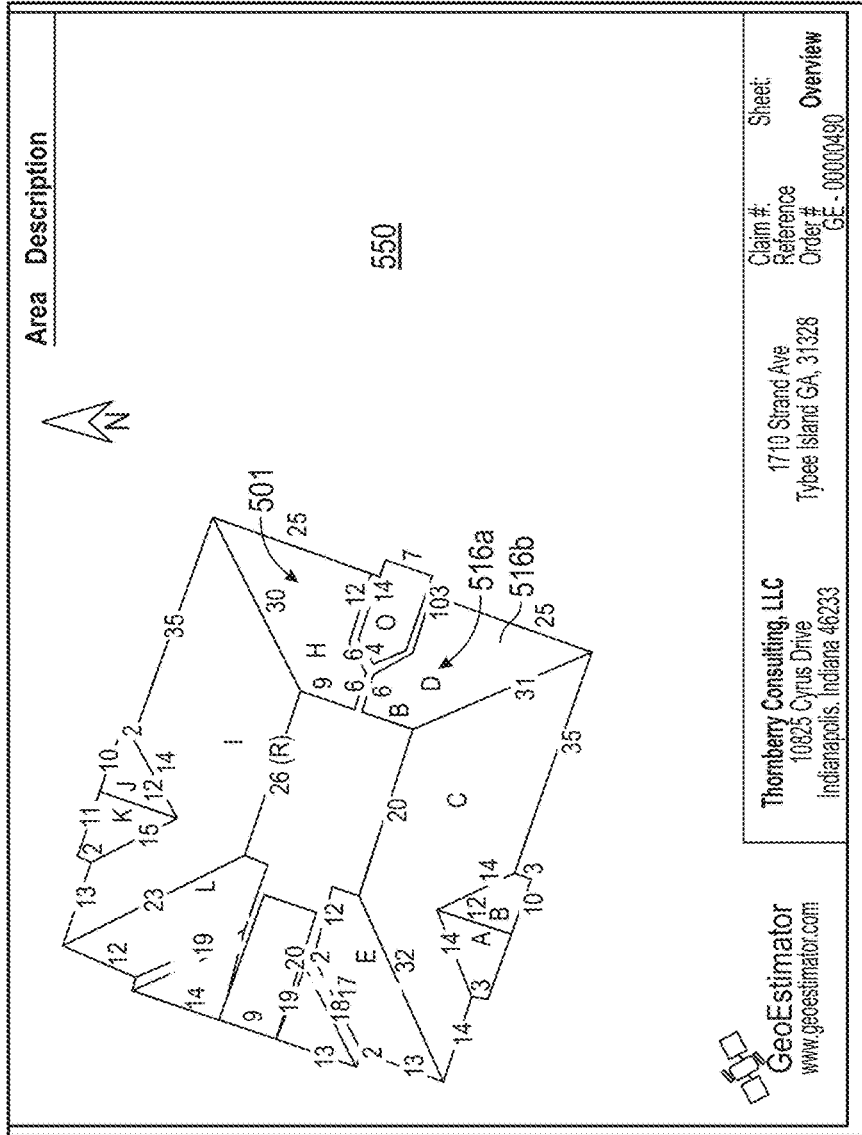 Area Description
N
550
501
516a
516b
35
25
30
H
12
14
7
O
103
6
4
9
6
6
B
D
25
31
35
2
10
J
14
12
K
11
15
2
13
I
26 (R)
20
C
23
L
12
19
14
9
19
20
2
12
E
18
17
13
2
13
32
14
12
B
A
14
3
10
13
14
GeoEstimator
www.geoestimator.com
Thornberry Consulting, LLC
10825 Cyrus Drive
Indianapolis, Indiana 46233
1710 Strand Ave
Tybee Island GA, 31328
Claim #:
Reference
Order #
GE - 00000490
Sheet:
Overview